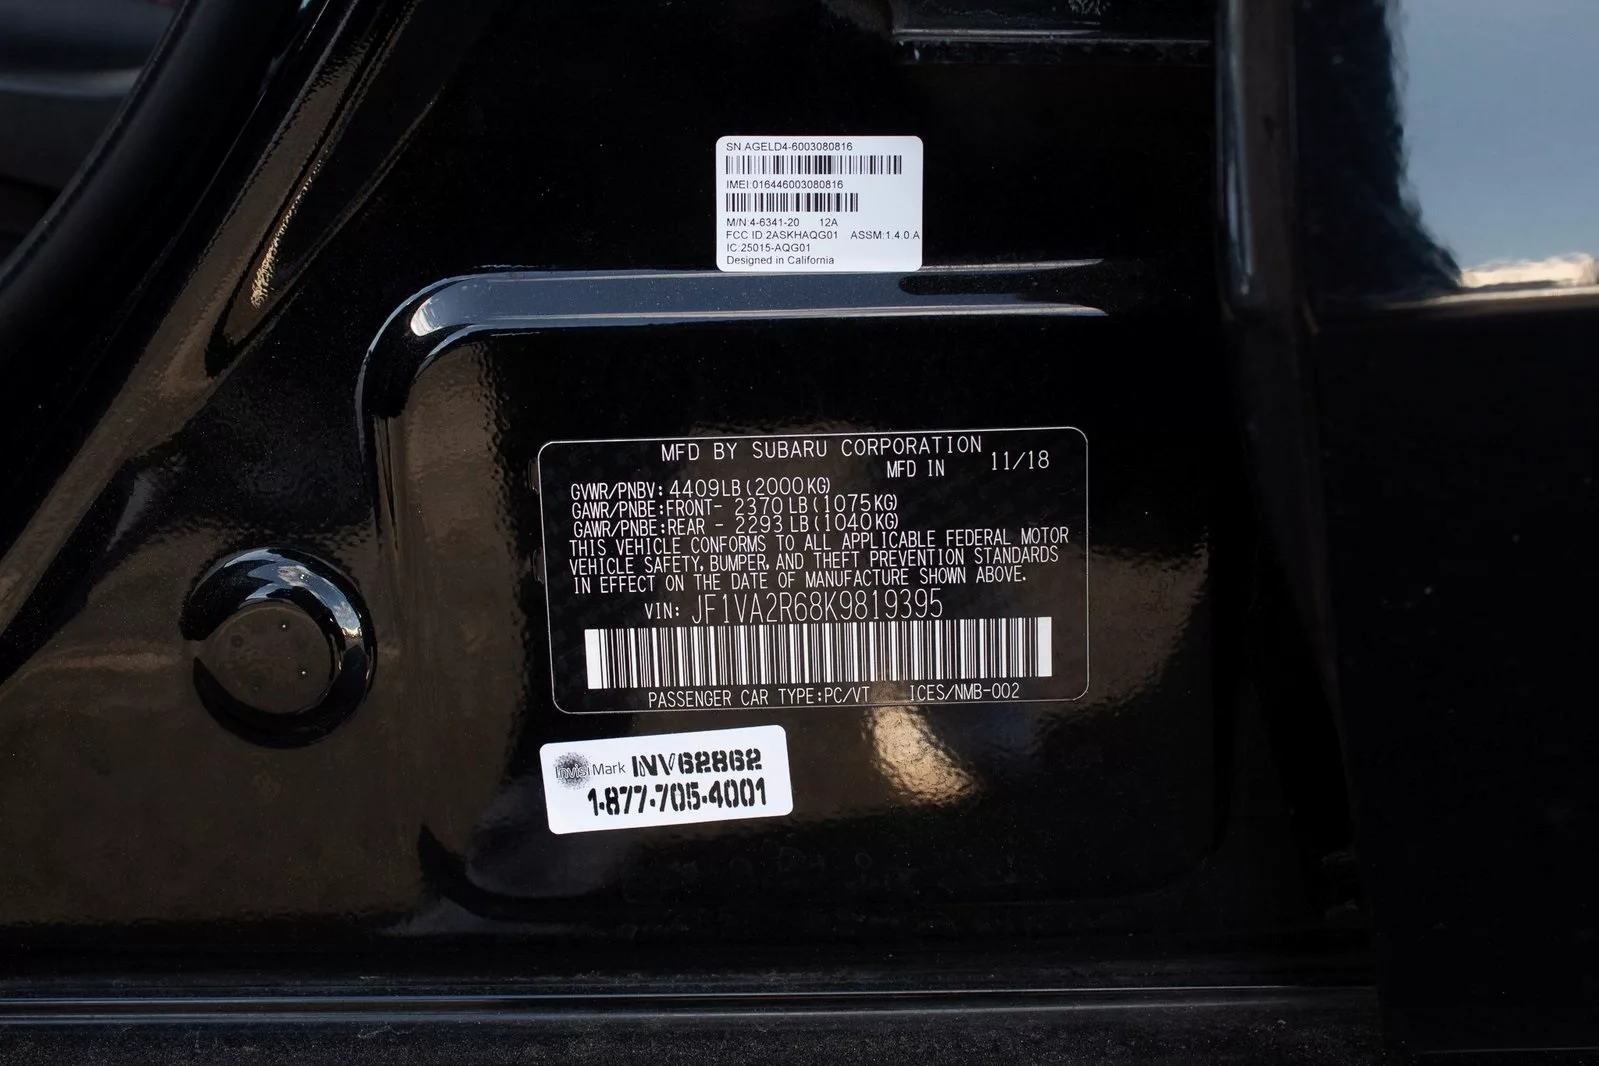 SN.AGELD4-6003080816
IMEI:016446003080816
M/N:4-6341-20 12A
FCC ID:2ASKHAQG01 ASSM:1.4.0.A
IC:25015-AQG01
Designed in California
MFD BY SUBARU CORPORATION
MFD IN 11/18
GVWR/PNBV: 4409LB(2000KG)
GAWR/PNBE:FRONT- 2370LB(1075KG)
GAWR/PNBE:REAR - 2293LB(1040KG)
THIS VEHICLE CONFORMS TO ALL APPLICABLE FEDERAL MOTOR
VEHICLE SAFETY, BUMPER, AND THEFT PREVENTION STANDARDS
IN EFFECT ON THE DATE OF MANUFACTURE SHOWN ABOVE.
VIN: JF1VA2R68K9819395
PASSENGER CAR TYPE:PC/VT ICES/NMB-002
InvisiMark INV62862
1-877-705-4001